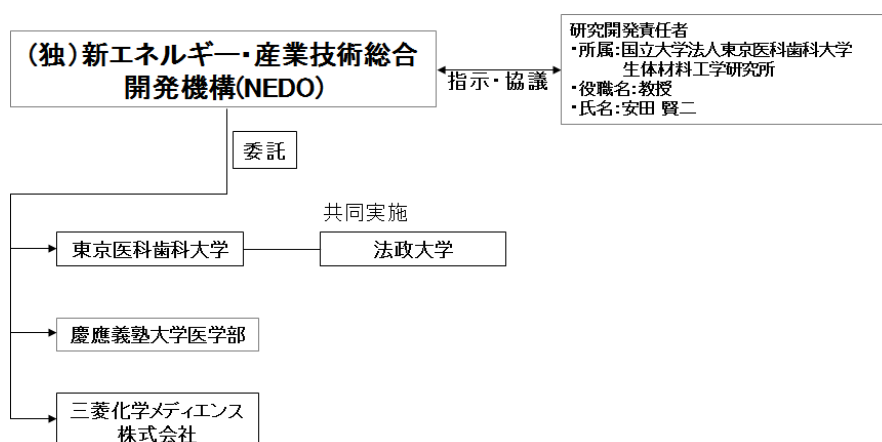 (独)新エネルギー・産業技術総合
開発機構(NEDO)
指示・協議
研究開発責任者
・所属:国立大学法人東京医科歯科大学
生体材料工学研究所
・役職名:教授
・氏名:安田 賢二
委託
共同実施
東京医科歯科大学
法政大学
慶應義塾大学医学部
三菱化学メディエンス
株式会社